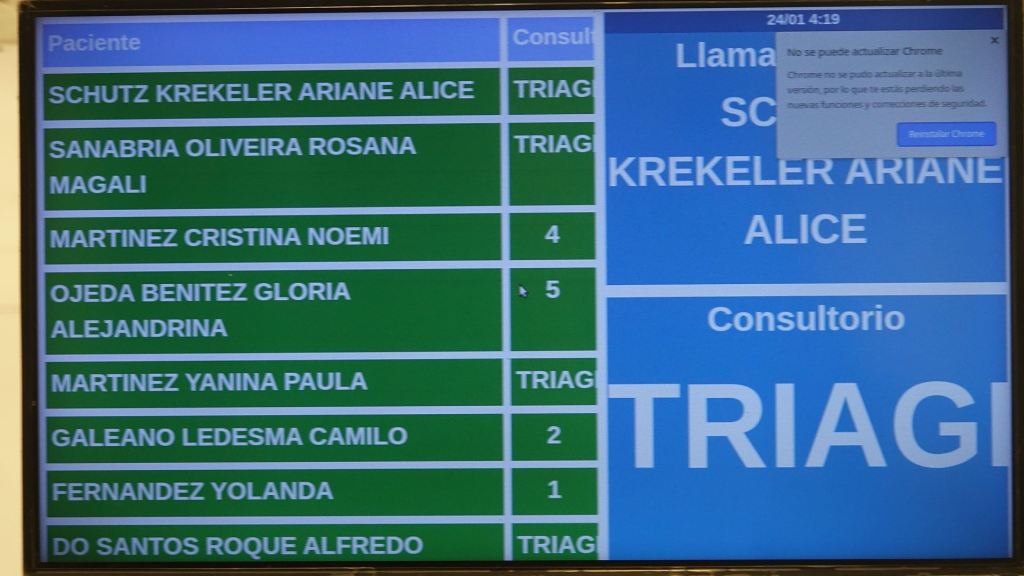 Paciente
Consult
SCHUTZ KREKELER ARIANE ALICE
TRIAG
SANABRIA OLIVEIRA ROSANA
MAGALI
TRIAG
MARTINEZ CRISTINA NOEMI
4
OJEDA BENITEZ GLORIA
ALEJANDRINA
5
MARTINEZ YANINA PAULA
TRIAG
GALEANO LEDESMA CAMILO
2
FERNANDEZ YOLANDA
1
DO SANTOS ROQUE ALFREDO
TRIAG
24/01 4:19
Llama
SC
KREKELER ARIANE
ALICE
No se puede actualizar Chrome
Chrome no se pudo actualizar a la última
versión, por lo que te estás perdiendo las
nuevas funciones y correcciones de seguridad.
Reinstalar Chrome
Consultorio
TRIAG